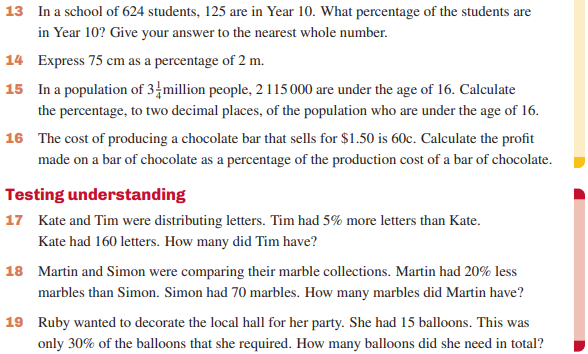 13 In a school of 624 students, 125 are in Year 10. What percentage of the students are
in Year 10? Give your answer to the nearest whole number.
14 Express 75 cm as a percentage of 2 m.
15 In a population of 3¼ million people, 2 115 000 are under the age of 16. Calculate
the percentage, to two decimal places, of the population who are under the age of 16.
16 The cost of producing a chocolate bar that sells for $1.50 is 60c. Calculate the profit
made on a bar of chocolate as a percentage of the production cost of a bar of chocolate.
Testing understanding
17 Kate and Tim were distributing letters. Tim had 5% more letters than Kate.
Kate had 160 letters. How many did Tim have?
18 Martin and Simon were comparing their marble collections. Martin had 20% less
marbles than Simon. Simon had 70 marbles. How many marbles did Martin have?
19 Ruby wanted to decorate the local hall for her party. She had 15 balloons. This was
only 30% of the balloons that she required. How many balloons did she need in total?